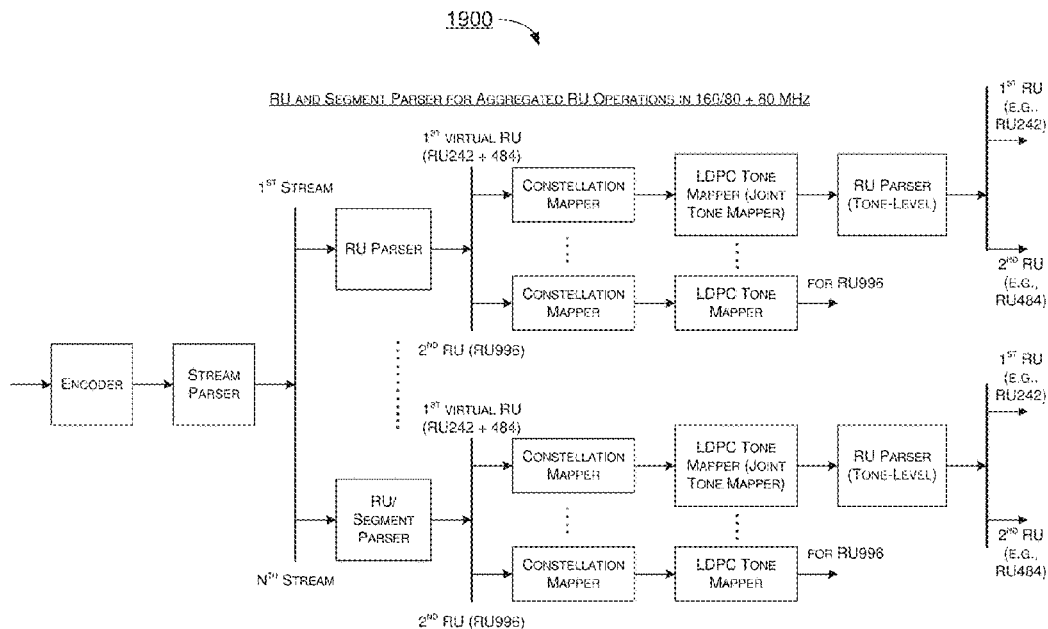 1900
RU AND SEGMENT PARSER FOR AGGREGATED RU OPERATIONS IN 160/80 + 80 MHZ
1ST STREAM
1ST VIRTUAL RU
(RU242 + 484)
RU PARSER
CONSTELLATION
MAPPER
LDPC TONE
MAPPER (JOINT
TONE MAPPER)
RU PARSER
(TONE-LEVEL)
1ST RU
(E.G.,
RU242)
CONSTELLATION
MAPPER
LDPC TONE
MAPPER
FOR RU996
2ND RU
(E.G.,
RU484)
2ND RU (RU996)
ENCODER
STREAM
PARSER
1ST VIRTUAL RU
(RU242 + 484)
RU/
SEGMENT
PARSER
CONSTELLATION
MAPPER
LDPC TONE
MAPPER (JOINT
TONE MAPPER)
RU PARSER
(TONE-LEVEL)
1ST RU
(E.G.,
RU242)
CONSTELLATION
MAPPER
LDPC TONE
MAPPER
FOR RU996
2ND RU
(E.G.,
RU484)
NTH STREAM
2ND RU (RU996)